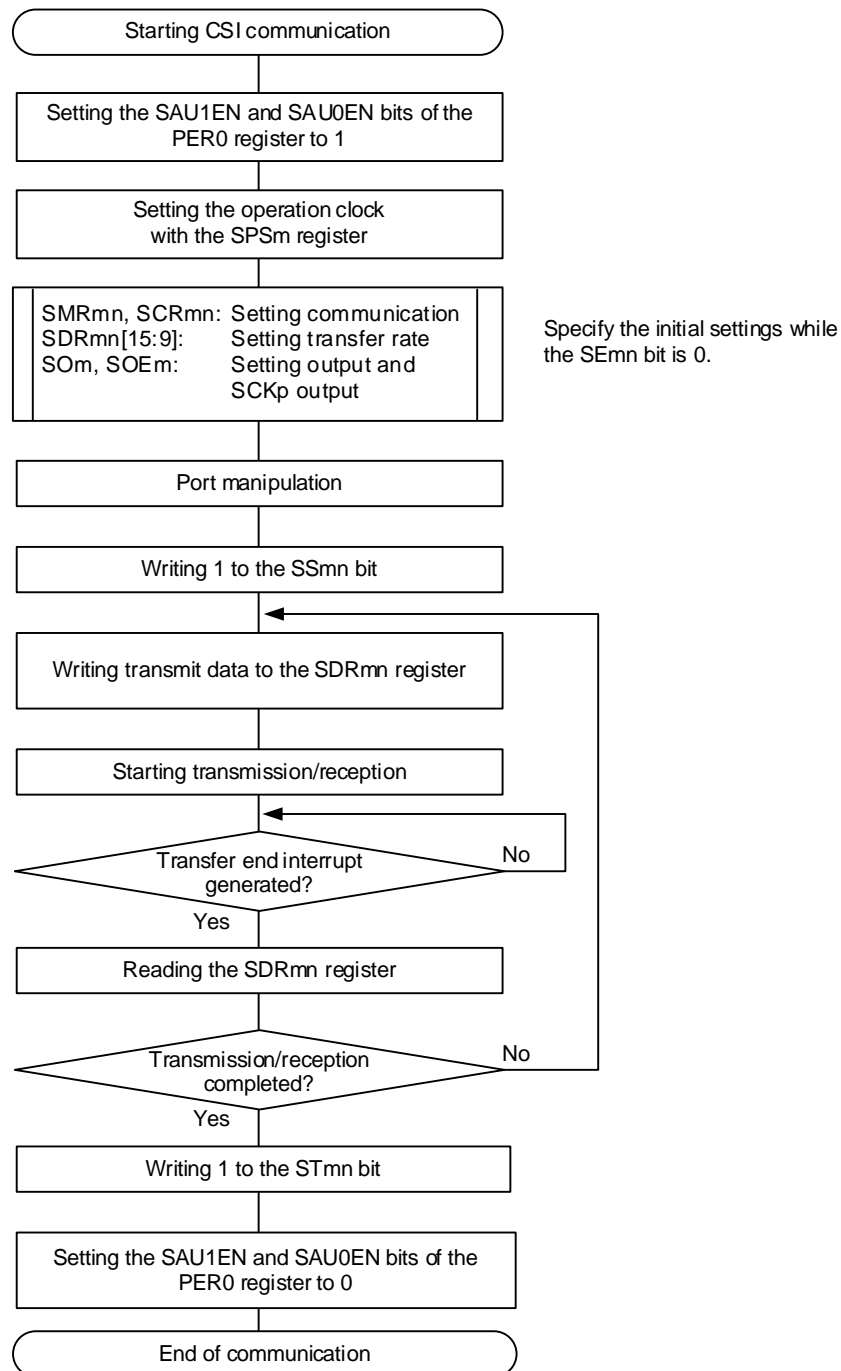 Starting CSI communication
Setting the SAU1EN and SAU0EN bits of the
PER0 register to 1
Setting the operation clock
with the SPSm register
SMRmn, SCRmn: Setting communication
SDRmn[15:9]: Setting transfer rate
SOm, SOEm: Setting output and
SCKp output
Specify the initial settings while
the SEmn bit is 0.
Port manipulation
Writing 1 to the SSmn bit
Writing transmit data to the SDRmn register
Starting transmission/reception
Transfer end interrupt
generated?
No
Yes
Reading the SDRmn register
Transmission/reception
completed?
No
Yes
Writing 1 to the STmn bit
Setting the SAU1EN and SAU0EN bits of the
PER0 register to 0
End of communication